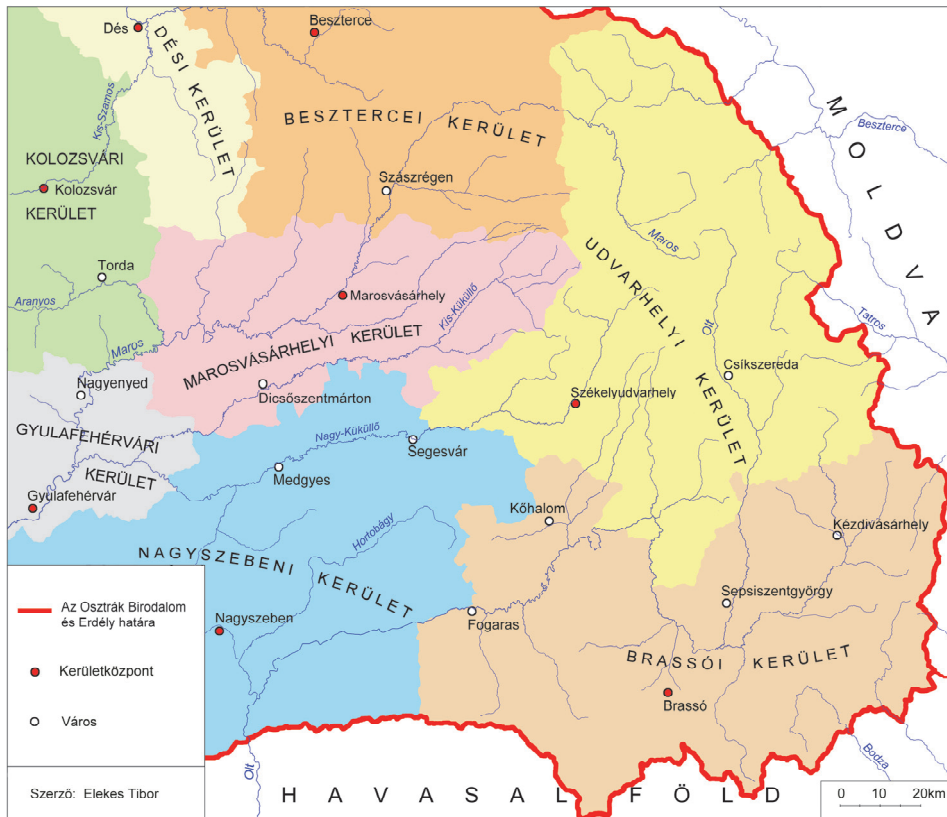 Dés
Beszterce
DÉSI KERÜLET
BESZTERCEI KERÜLET
MOLDVA
Beszterce
Kis-Szamos
KOLOZSVÁRI
Kolozsvár
KERÜLET
Szászrégen
Maros
UDVARHELYI KERÜLET
Torda
Aranyos
Marosvásárhely
Kis-Küküllő
Olt
Tatros
Maros
MAROSVÁSÁRHELYI KERÜLET
Nagyenyed
Dicsőszentmárton
Székelyudvarhely
Csíkszereda
GYULAFEHÉRVÁRI
KERÜLET
Nagy-Küküllő
Segesvár
Medgyes
Gyulafehérvár
Kőhalom
Kézdivásárhely
Hortobágy
NAGYSZEBENI KERÜLET
Nagyszeben
Fogaras
Sepsiszentgyörgy
BRASSÓI KERÜLET
Brassó
Bodza
Olt
HAVASALFÖLD
Az Osztrák Birodalom
és Erdély határa
Kerületközpont
Város
Szerző: Elekes Tibor
0 10 20km